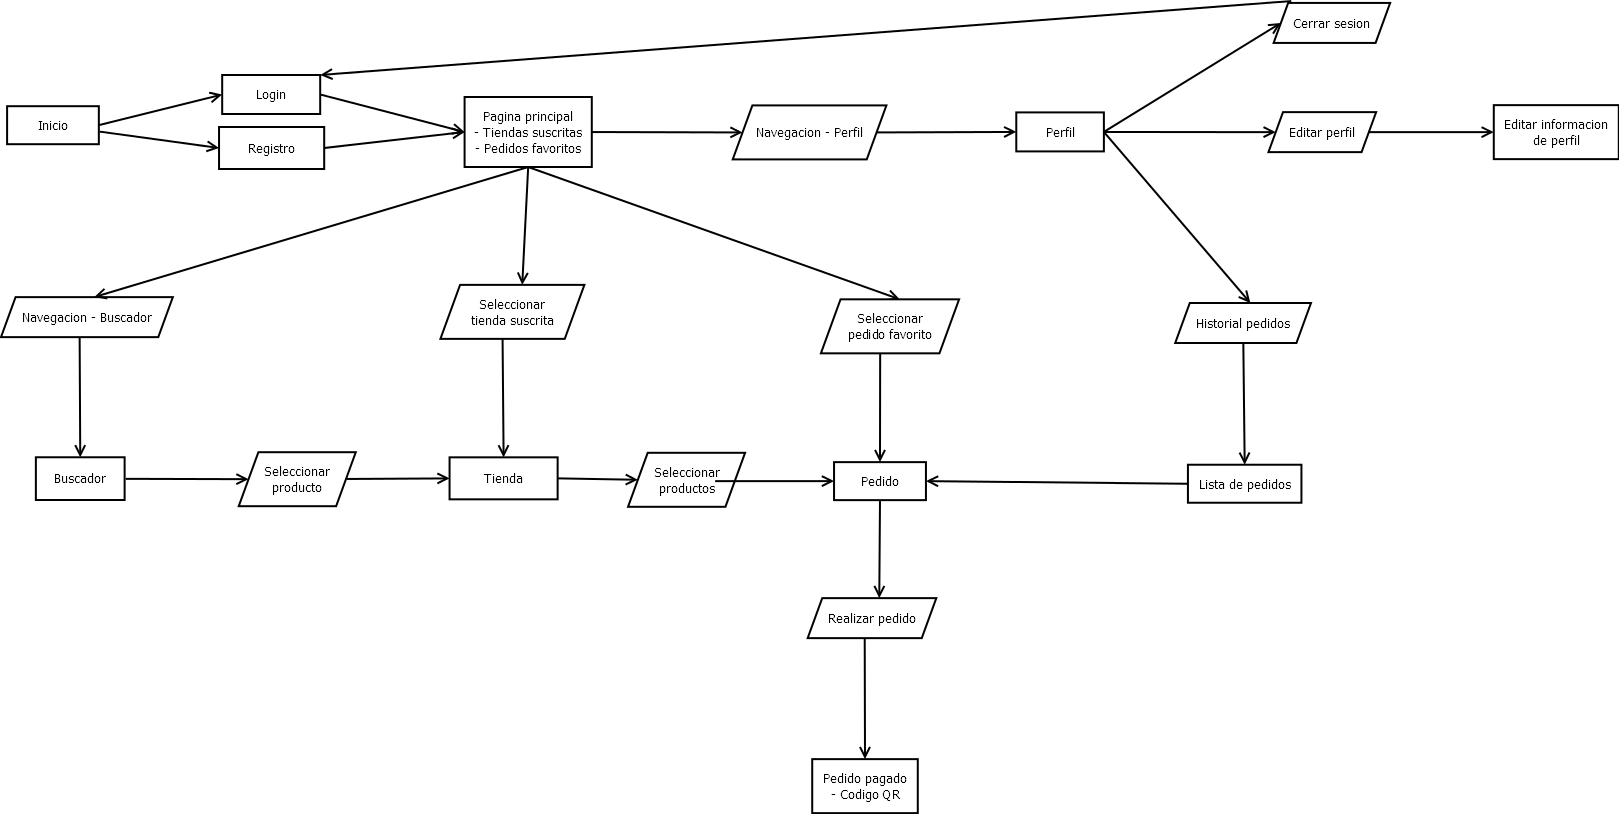 Cerrar sesion
Login
Inicio
Registro
Pagina principal
- Tiendas suscritas
- Pedidos favoritos
Navegacion - Perfil
Perfil
Editar perfil
Editar informacion
de perfil
Navegacion - Buscador
Seleccionar
tienda suscrita
Seleccionar
pedido favorito
Historial pedidos
Buscador
Seleccionar
producto
Tienda
Seleccionar
productos
Pedido
Lista de pedidos
Realizar pedido
Pedido pagado
- Codigo QR